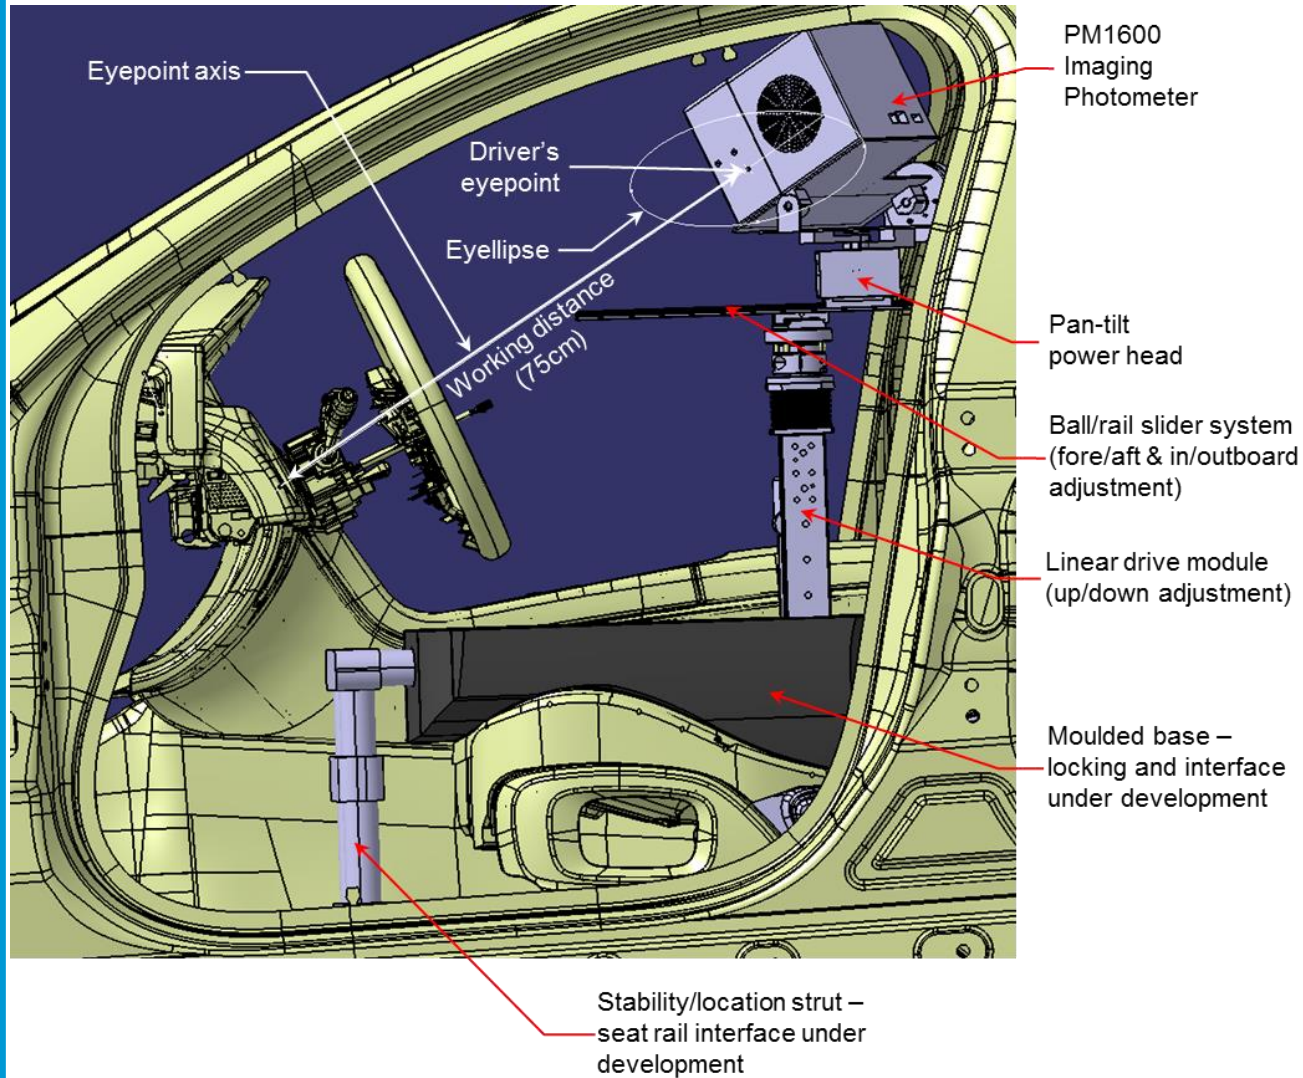 PM1600
Imaging
Photometer
Eyepoint axis
Driver’s
eyepoint
Eyellipse
Working distance
(75cm)
Pan-tilt
power head
Ball/rail slider system
(fore/aft & in/outboard
adjustment)
Linear drive module
(up/down adjustment)
Moulded base –
locking and interface
under development
Stability/location strut –
seat rail interface under
development